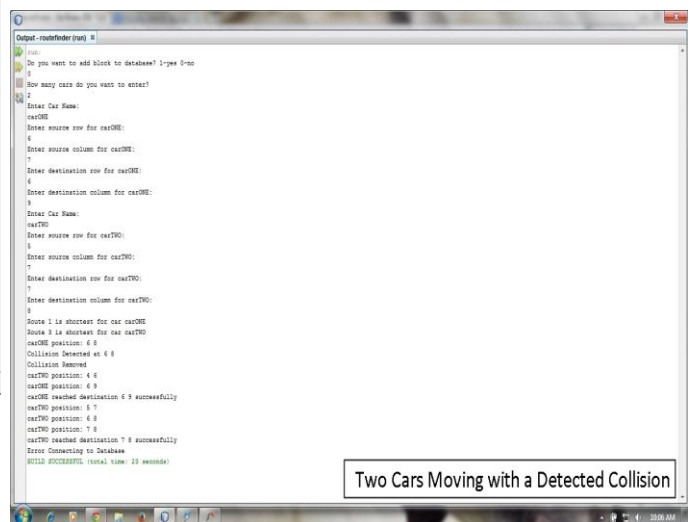 Output - routefinder (run)
run:
Do you want to add block to database? 1-yes 0-no
0
How many cars do you want to enter?
2
Enter Car Name:
carONE
Enter source row for carONE:
6
Enter source column for carONE:
7
Enter destination row for carONE:
6
Enter destination column for carONE:
9
Enter Car Name:
carTWO
Enter source row for carTWO:
5
Enter source column for carTWO:
7
Enter destination row for carTWO:
7
Enter destination column for carTWO:
8
Route 1 is shortest for car carONE
Route 3 is shortest for car carTWO
carONE position: 6 8
Collision Detected at 6 8
Collision Removed
carTWO position: 4 6
carONE position: 6 9
carONE reached destination 6 9 successfully
carTWO position: 5 7
carTWO position: 6 8
carTWO position: 7 8
carTWO reached destination 7 8 successfully
Error Connecting to Database
BUILD SUCCESSFUL (total time: 25 seconds)
Two Cars Moving with a Detected Collision
10:06 AM